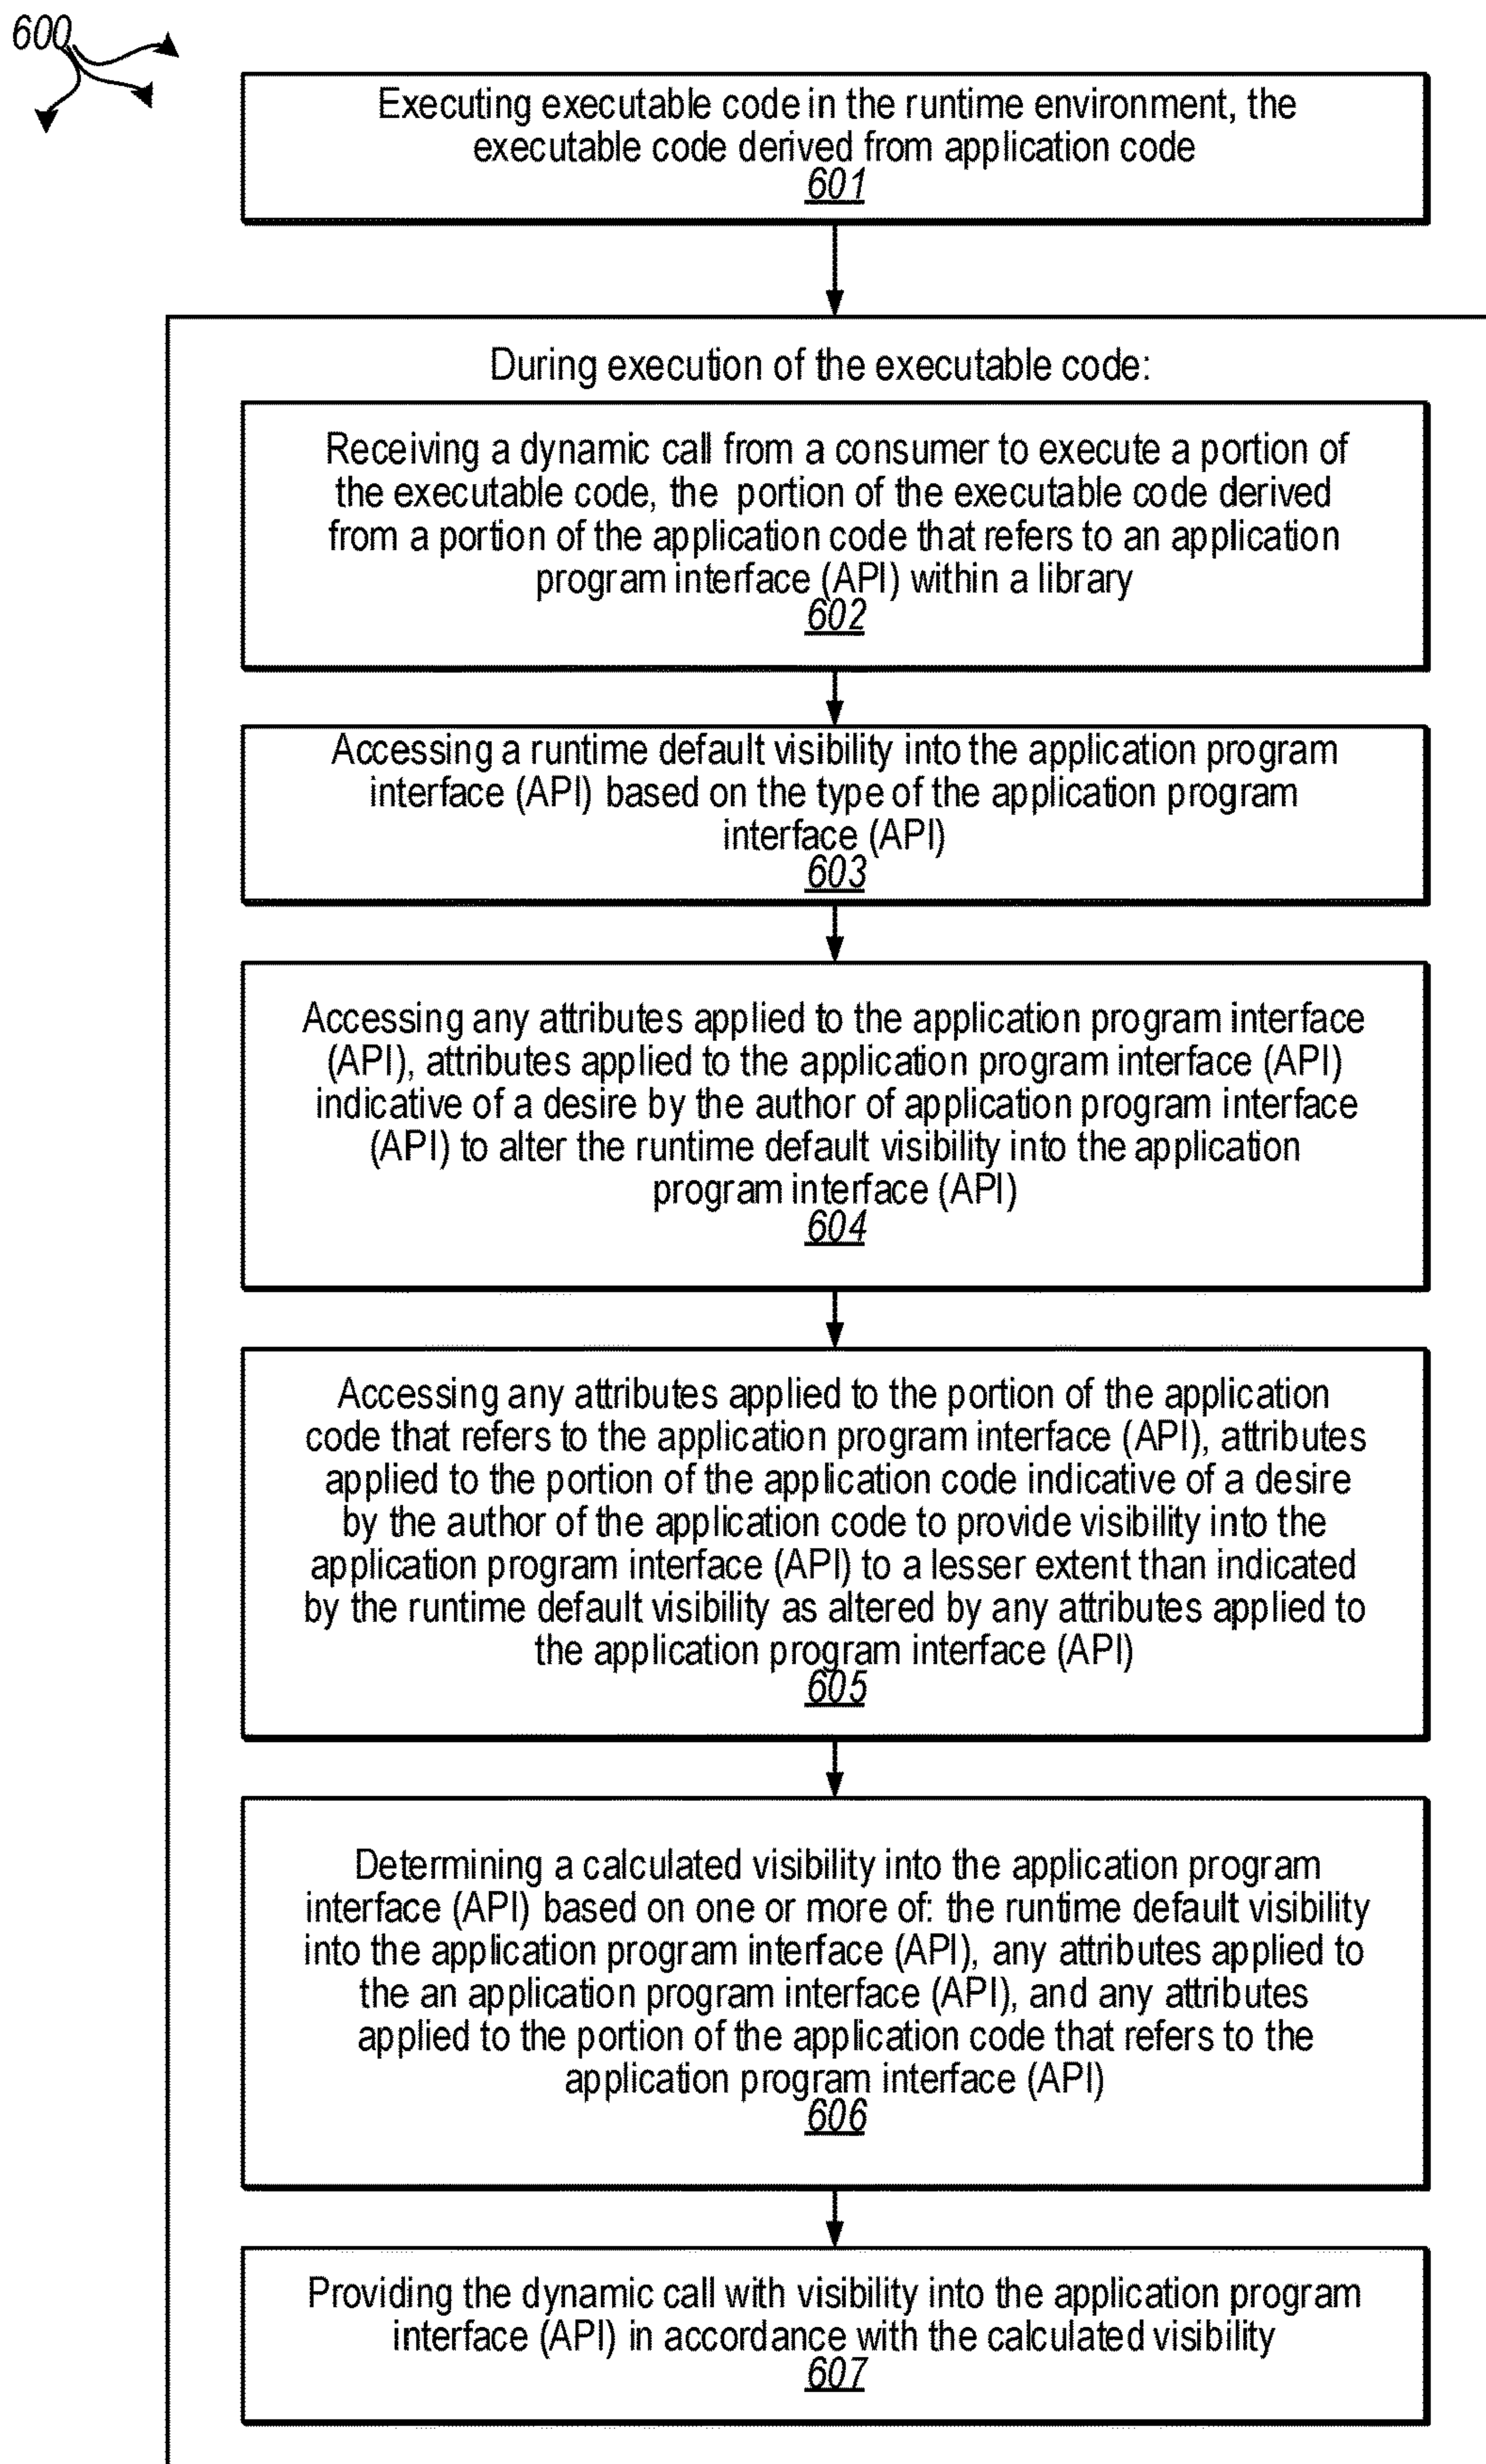 600
Executing executable code in the runtime environment, the
executable code derived from application code
601
During execution of the executable code:
Receiving a dynamic call from a consumer to execute a portion of
the executable code, the portion of the executable code derived
from a portion of the application code that refers to an application
program interface (API) within a library
602
Accessing a runtime default visibility into the application program
interface (API) based on the type of the application program
interface (API)
603
Accessing any attributes applied to the application program interface
(API), attributes applied to the application program interface (API)
indicative of a desire by the author of application program interface
(API) to alter the runtime default visibility into the application
program interface (API)
604
Accessing any attributes applied to the portion of the application
code that refers to the application program interface (API), attributes
applied to the portion of the application code indicative of a desire
by the author of the application code to provide visibility into the
application program interface (API) to a lesser extent than indicated
by the runtime default visibility as altered by any attributes applied to
the application program interface (API)
605
Determining a calculated visibility into the application program
interface (API) based on one or more of: the runtime default visibility
into the application program interface (API), any attributes applied to
the an application program interface (API), and any attributes
applied to the portion of the application code that refers to the
application program interface (API)
606
Providing the dynamic call with visibility into the application program
interface (API) in accordance with the calculated visibility
607